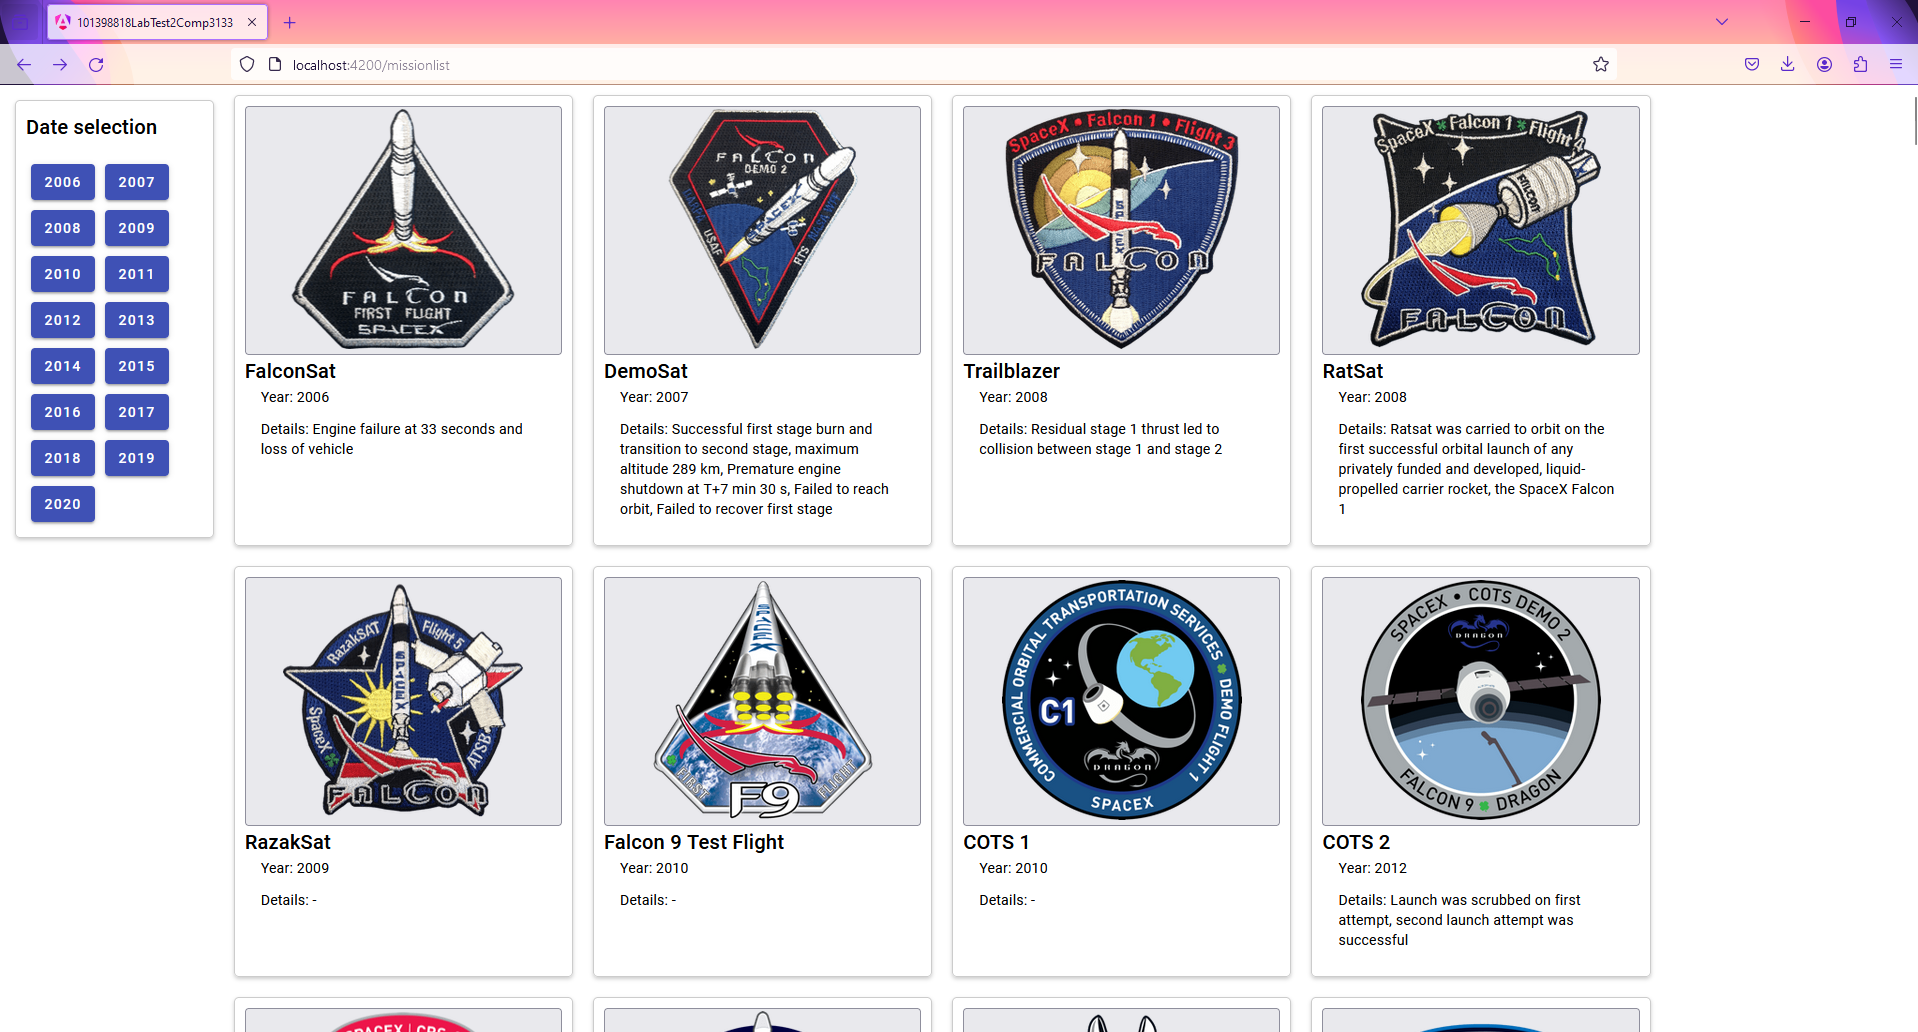 101398818LabTest2Comp3133
localhost:4200/missionlist
Date selection
2006 2007
2008 2009
2010 2011
2012 2013
2014 2015
2016 2017
2018 2019
2020
FALCON
FIRST FLIGHT
SPACEX
FalconSat
Year: 2006
Details: Engine failure at 33 seconds and
loss of vehicle
FALCON
DEMO 2
SPACEX
USAF
RTS
DemoSat
Year: 2007
Details: Successful first stage burn and
transition to second stage, maximum
altitude 289 km, Premature engine
shutdown at T+7 min 30 s, Failed to reach
orbit, Failed to recover first stage
SpaceX • Falcon 1 • Flight 3
SPACEX
FALCON
Trailblazer
Year: 2008
Details: Residual stage 1 thrust led to
collision between stage 1 and stage 2
SpaceX Falcon 1 Flight 4
FALCON
FALCON
RatSat
Year: 2008
Details: Ratsat was carried to orbit on the
first successful orbital launch of any
privately funded and developed, liquid-
propelled carrier rocket, the SpaceX Falcon
1
RazakSAT
Flight 5
SPACEX
SpaceX
ATSB
FALCON
RazakSat
Year: 2009
Details: -
SPACEX
FIRST
FLIGHT
F9
Falcon 9 Test Flight
Year: 2010
Details: -
COMMERCIAL ORBITAL TRANSPORTATION SERVICES DEMO FLIGHT 1
C1
DRAGON
SPACEX
COTS 1
Year: 2010
Details: -
SPACEX • COTS DEMO 2
DRAGON
FALCON 9 DRAGON
COTS 2
Year: 2012
Details: Launch was scrubbed on first
attempt, second launch attempt was
successful
SPACEX | CRS